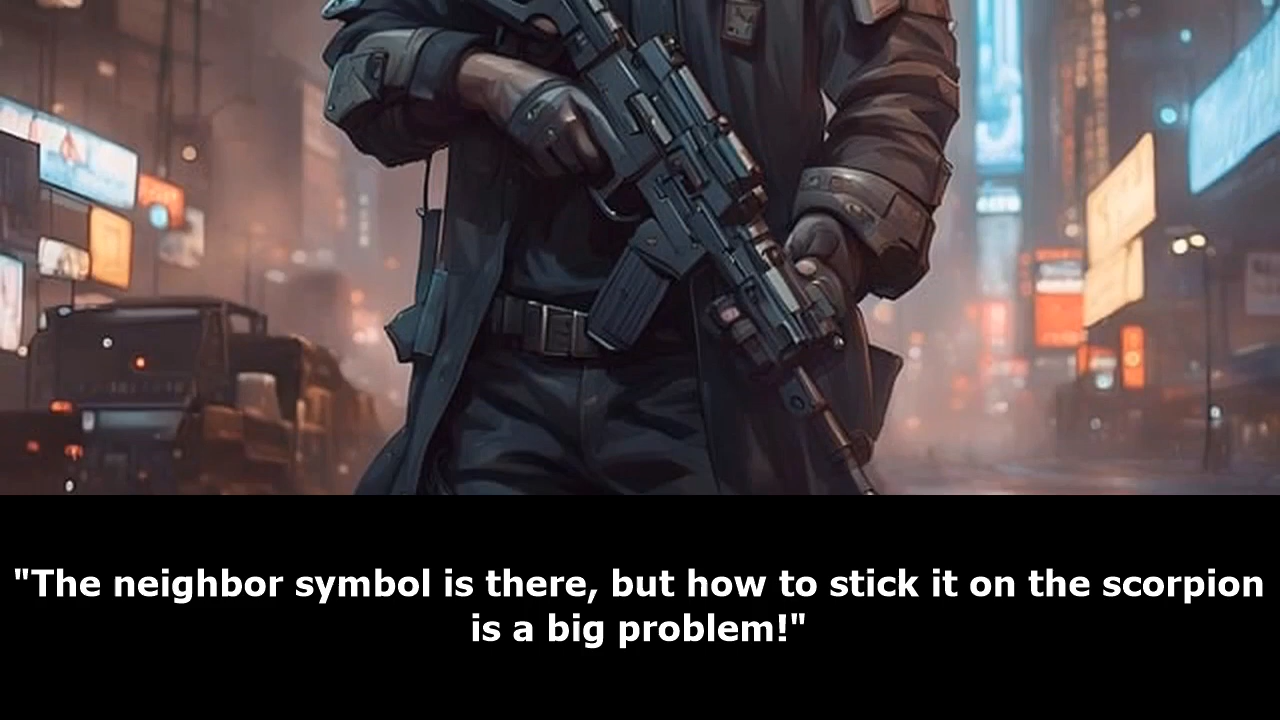 "The neighbor symbol is there, but how to stick it on the scorpion
is a big problem!"